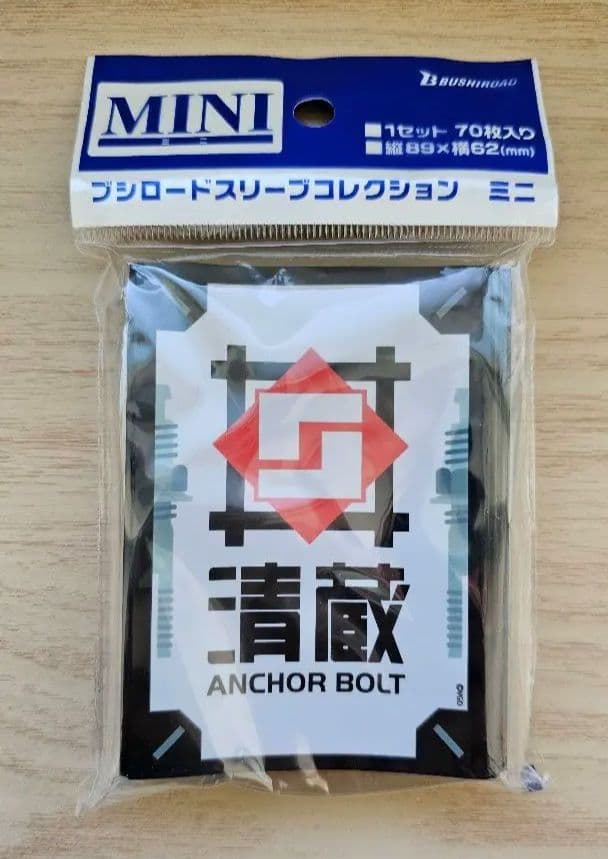 MINI
ミニ
BUSHIROAD
■1セット 70枚入り
■縦89×横62(mm)
ブシロードスリーブコレクション ミニ
清蔵
ANCHOR BOLT